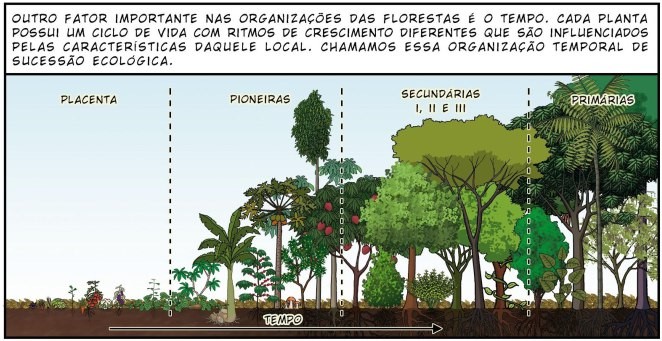 OUTRO FATOR IMPORTANTE NAS ORGANIZAÇÕES DAS FLORESTAS É O TEMPO. CADA PLANTA
POSSUI UM CICLO DE VIDA COM RITMOS DE CRESCIMENTO DIFERENTES QUE SÃO INFLUENCIADOS
PELAS CARACTERÍSTICAS DAQUELE LOCAL. CHAMAMOS ESSA ORGANIZAÇÃO TEMPORAL DE
SUCESSÃO ECOLÓGICA.
PLACENTA
PIONEIRAS
SECUNDÁRIAS
I, II E III
PRIMÁRIAS
TEMPO